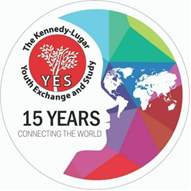 The Kennedy-Lugar
YES
Youth Exchange and Study
15 YEARS
CONNECTING THE WORLD